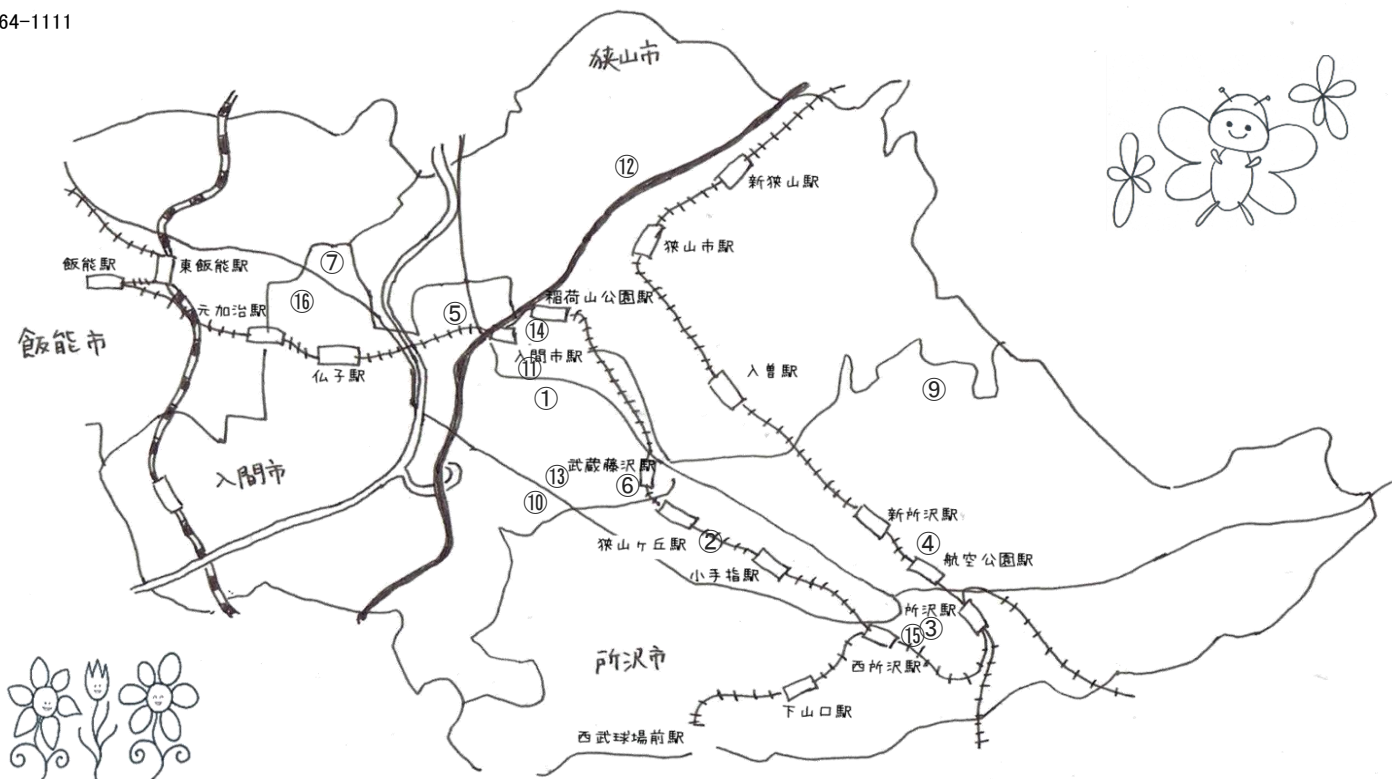 64-1111
狭山市
⑫
新狭山駅
狭山市駅
飯能駅
東飯能駅
⑦
⑯
元加治駅
⑤
稲荷山公園駅
⑭
飯能市
仏子駅
入間市駅
⑪
①
入曽駅
⑨
入間市
武蔵藤沢駅
⑬
⑥
⑩
狭山ヶ丘駅
②
新所沢駅
④
航空公園駅
小手指駅
所沢駅
⑮
③
西所沢駅
所沢市
下山口駅
西武球場前駅